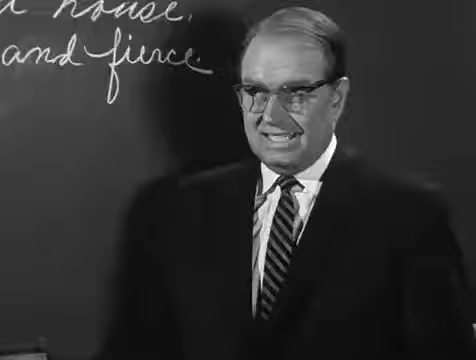 a house.
and fierce.